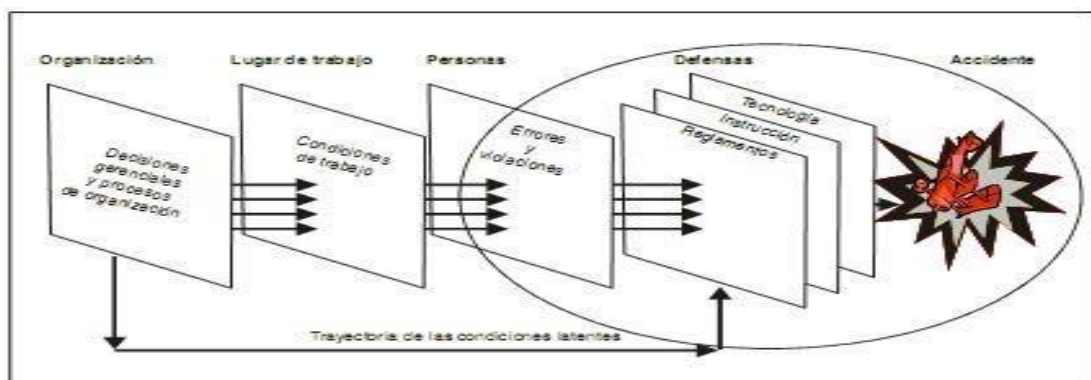 Organización
Lugar de trabajo
Personas
Defensas
Accidente
Decisiones
gerenciales
y procesos
de organización
Condiciones
de trabajo
Errores
y
violaciones
Tecnología
Instrucción
Reglamentos
Trayectoria de las condiciones latentes